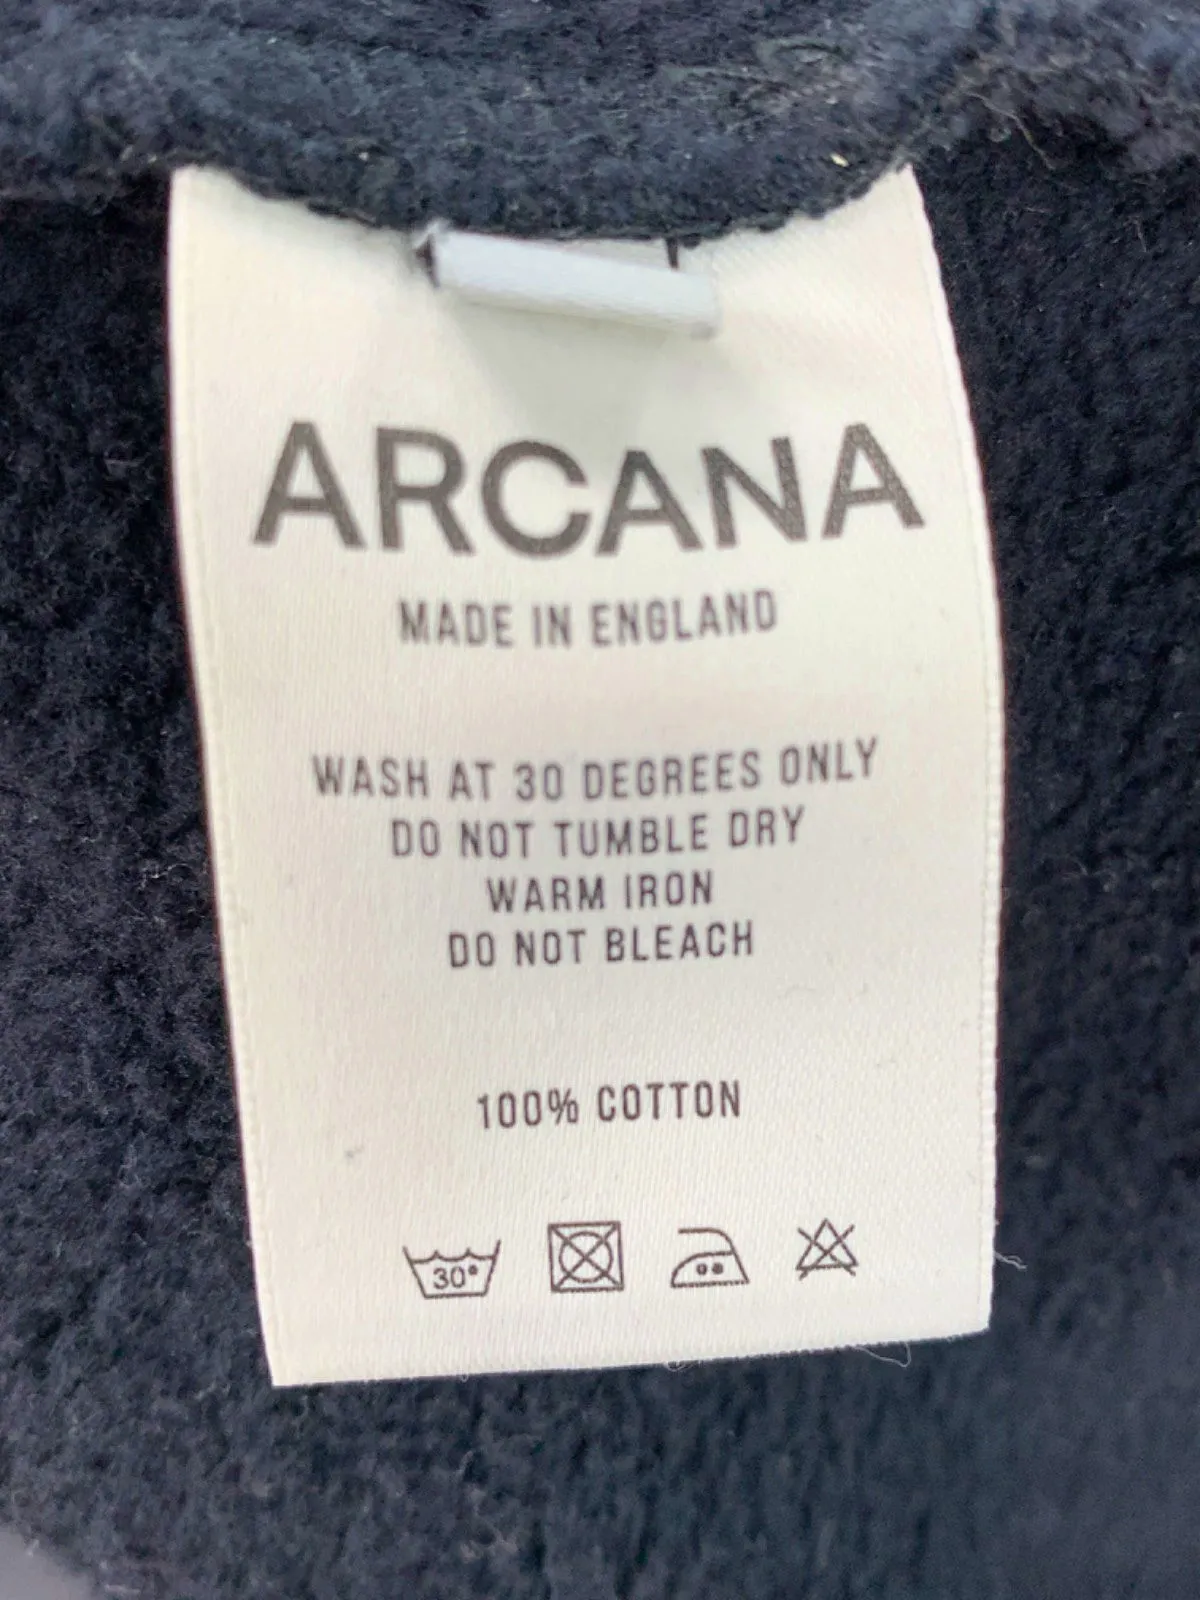 ARCANA
MADE IN ENGLAND
WASH AT 30 DEGREES ONLY
DO NOT TUMBLE DRY
WARM IRON
DO NOT BLEACH
100% COTTON
30°